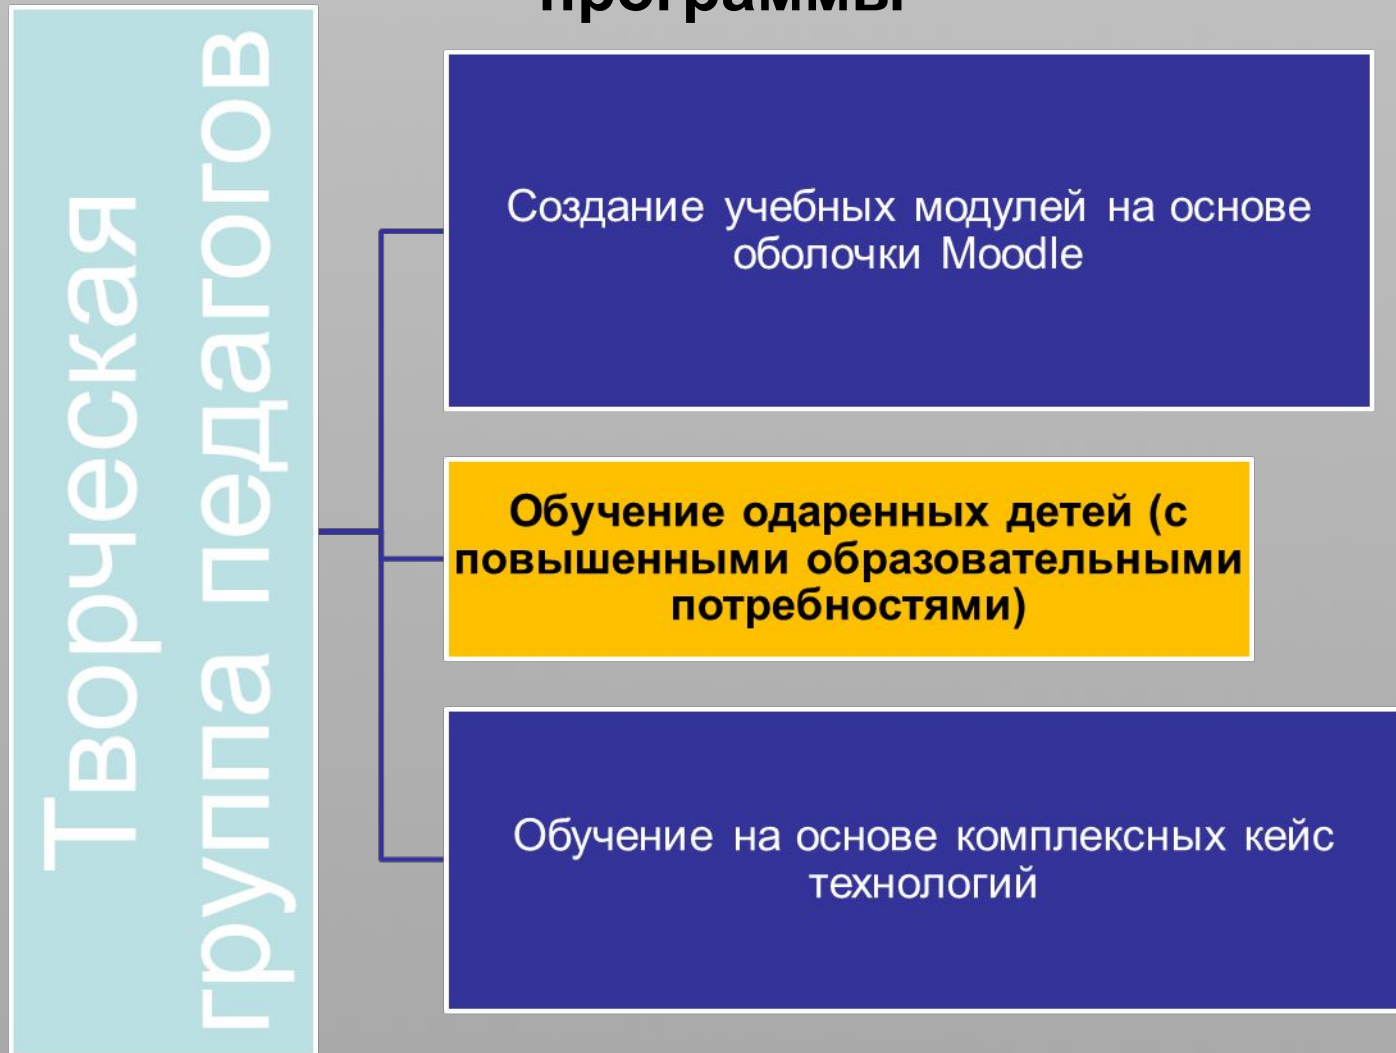 программы
Творческая
группа педагогов
Создание учебных модулей на основе
оболочки Moodle
Обучение одаренных детей (с
повышенными образовательными
потребностями)
Обучение на основе комплексных кейс
технологий